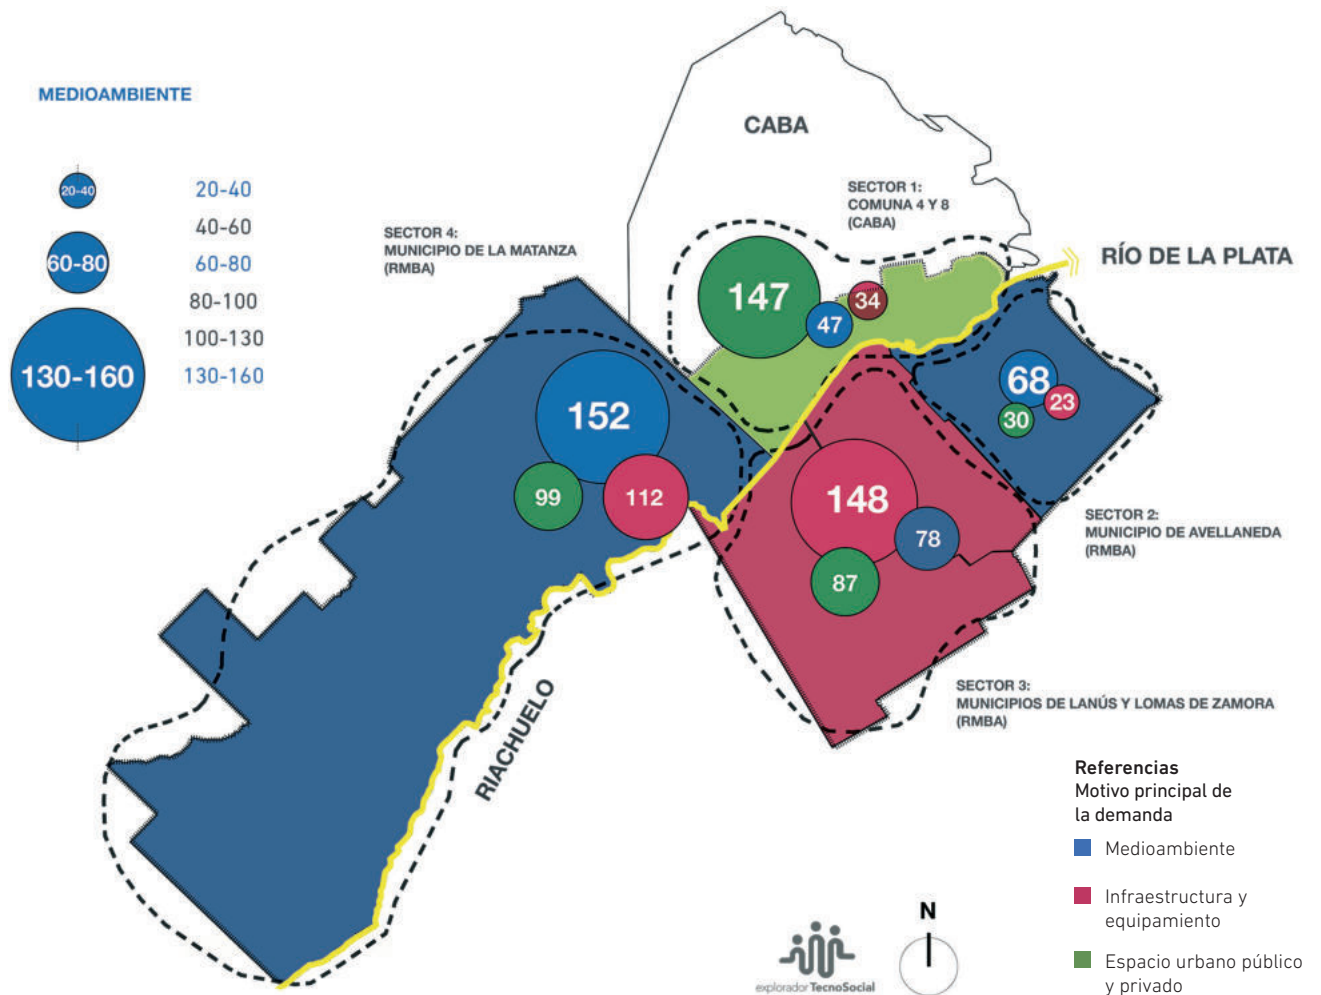 MEDIOAMBIENTE
20-40
20-40
40-60
60-80
60-80
80-100
100-130
130-160
130-160
CABA
SECTOR 1:
COMUNA 4 Y 8
(CABA)
RÍO DE LA PLATA
SECTOR 4:
MUNICIPIO DE LA MATANZA
(RMBA)
147
47
34
152
99
112
68
23
30
148
78
87
SECTOR 2:
MUNICIPIO DE AVELLANEDA
(RMBA)
SECTOR 3:
MUNICIPIOS DE LANÚS Y LOMAS DE ZAMORA
(RMBA)
RIACHUELO
Referencias
Motivo principal de
la demanda
Medioambiente
Infraestructura y
equipamiento
Espacio urbano público
y privado
N
explorador TecnoSocial